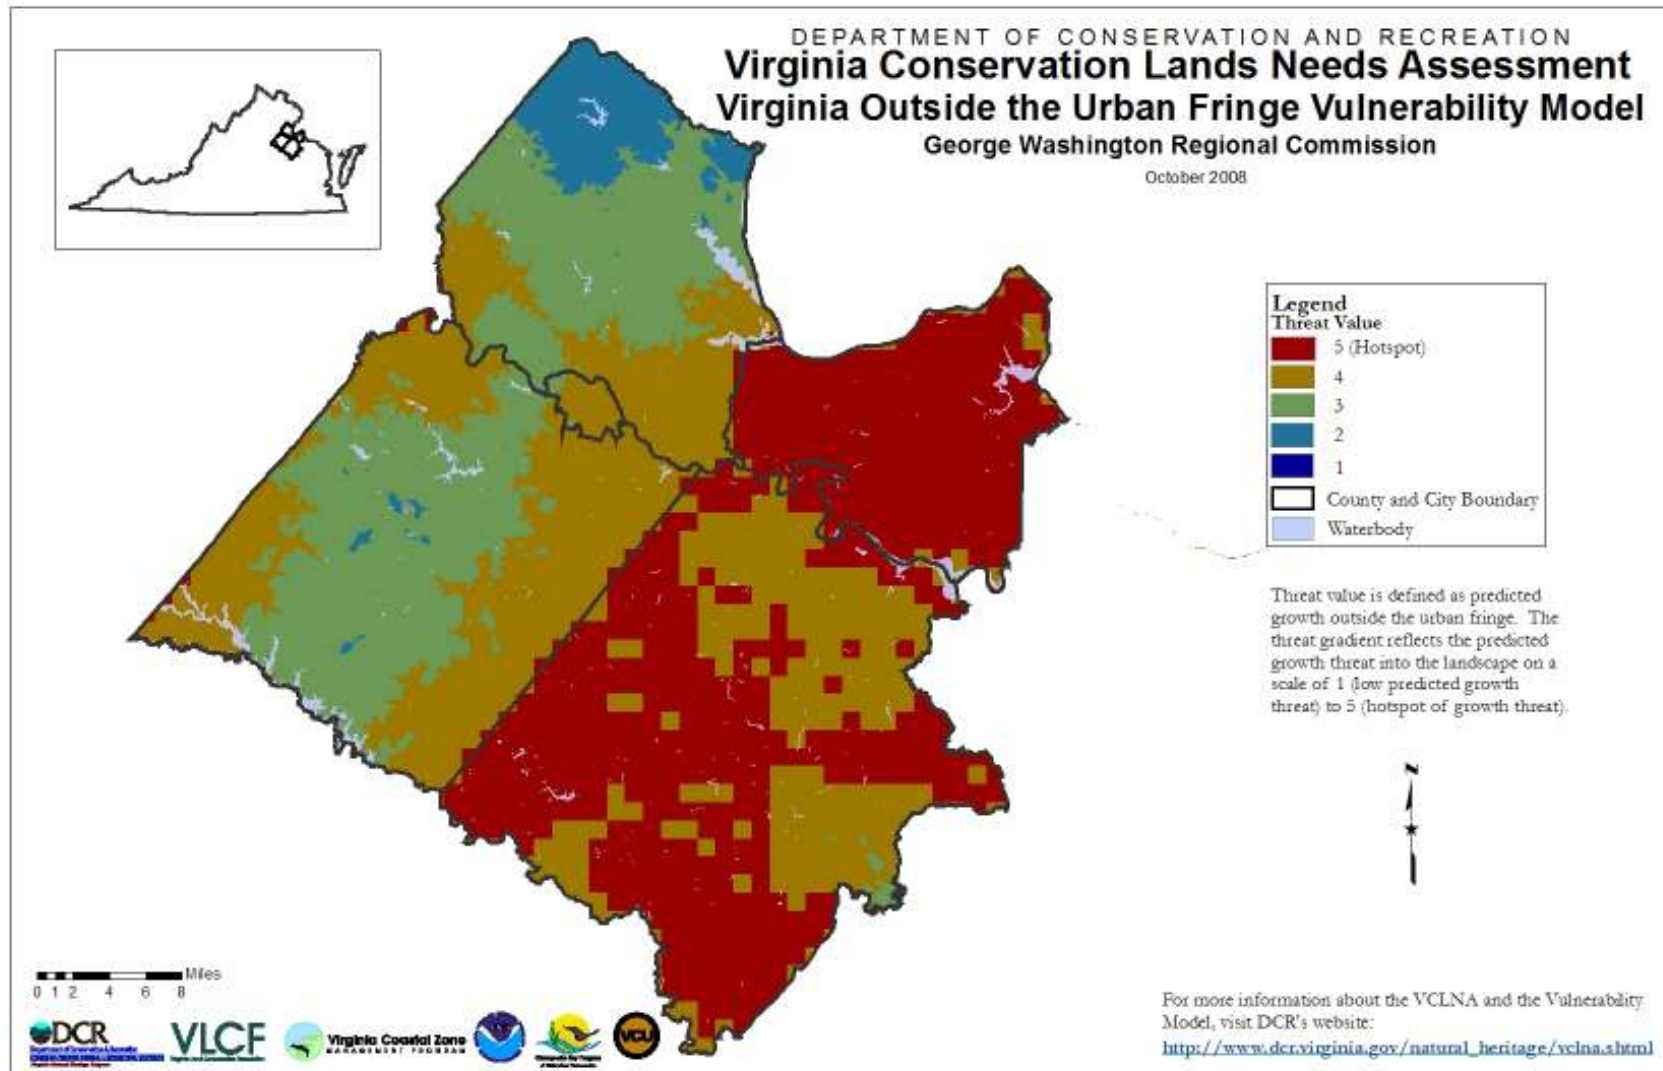 DEPARTMENT OF CONSERVATION AND RECREATION
Virginia Conservation Lands Needs Assessment
Virginia Outside the Urban Fringe Vulnerability Model
George Washington Regional Commission
October 2008
Legend
Threat Value
5 (Hotspot)
4
3
2
1
County and City Boundary
Waterbody
Threat value is defined as predicted
growth outside the urban fringe. The
threat gradient reflects the predicted
growth threat into the landscape on a
scale of 1 (low predicted growth
threat) to 5 (hotspot of growth threat).
z
Miles
0 1 2 4 6 8
DCR
VLCF
Virginia Coastal Zone
MANAGEMENT PROGRAM
VCU
For more information about the VCLNA and the Vulnerability
Model, visit DCR's website:
http://www.dcr.virginia.gov/natural_heritage/vclna.shtml